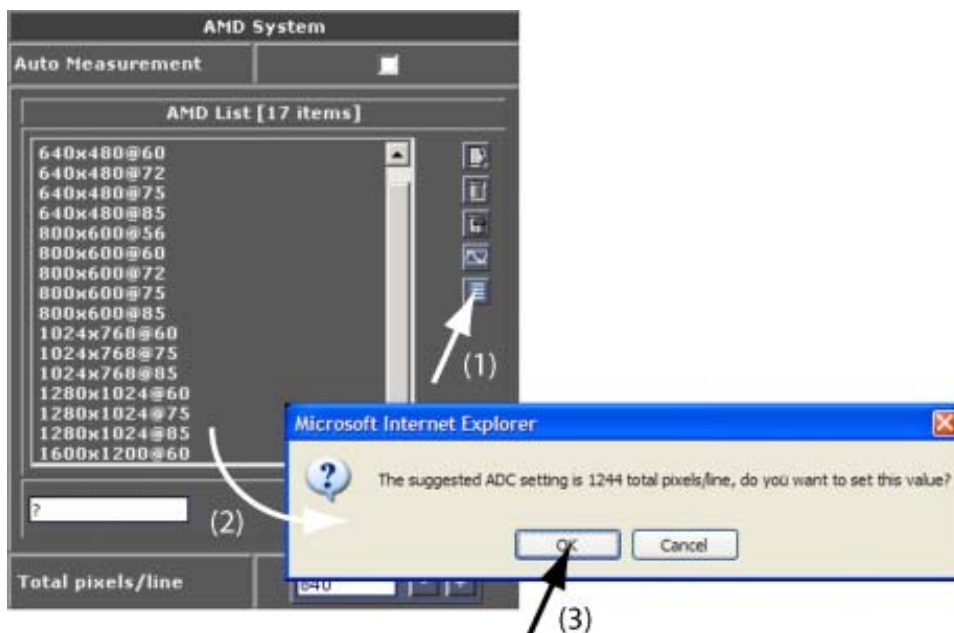 AMD System
Auto Measurement
AMD List [17 items]
640x480@60
640x480@72
640x480@75
640x480@85
800x600@56
800x600@60
800x600@72
800x600@75
800x600@85
1024x768@60
1024x768@75
1024x768@85
1280x1024@60
1280x1024@75
1280x1024@85
1600x1200@60
(1)
Microsoft Internet Explorer
The suggested ADC setting is 1244 total pixels/line, do you want to set this value?
OK
Cancel
?
(2)
Total pixels/line
840
(3)